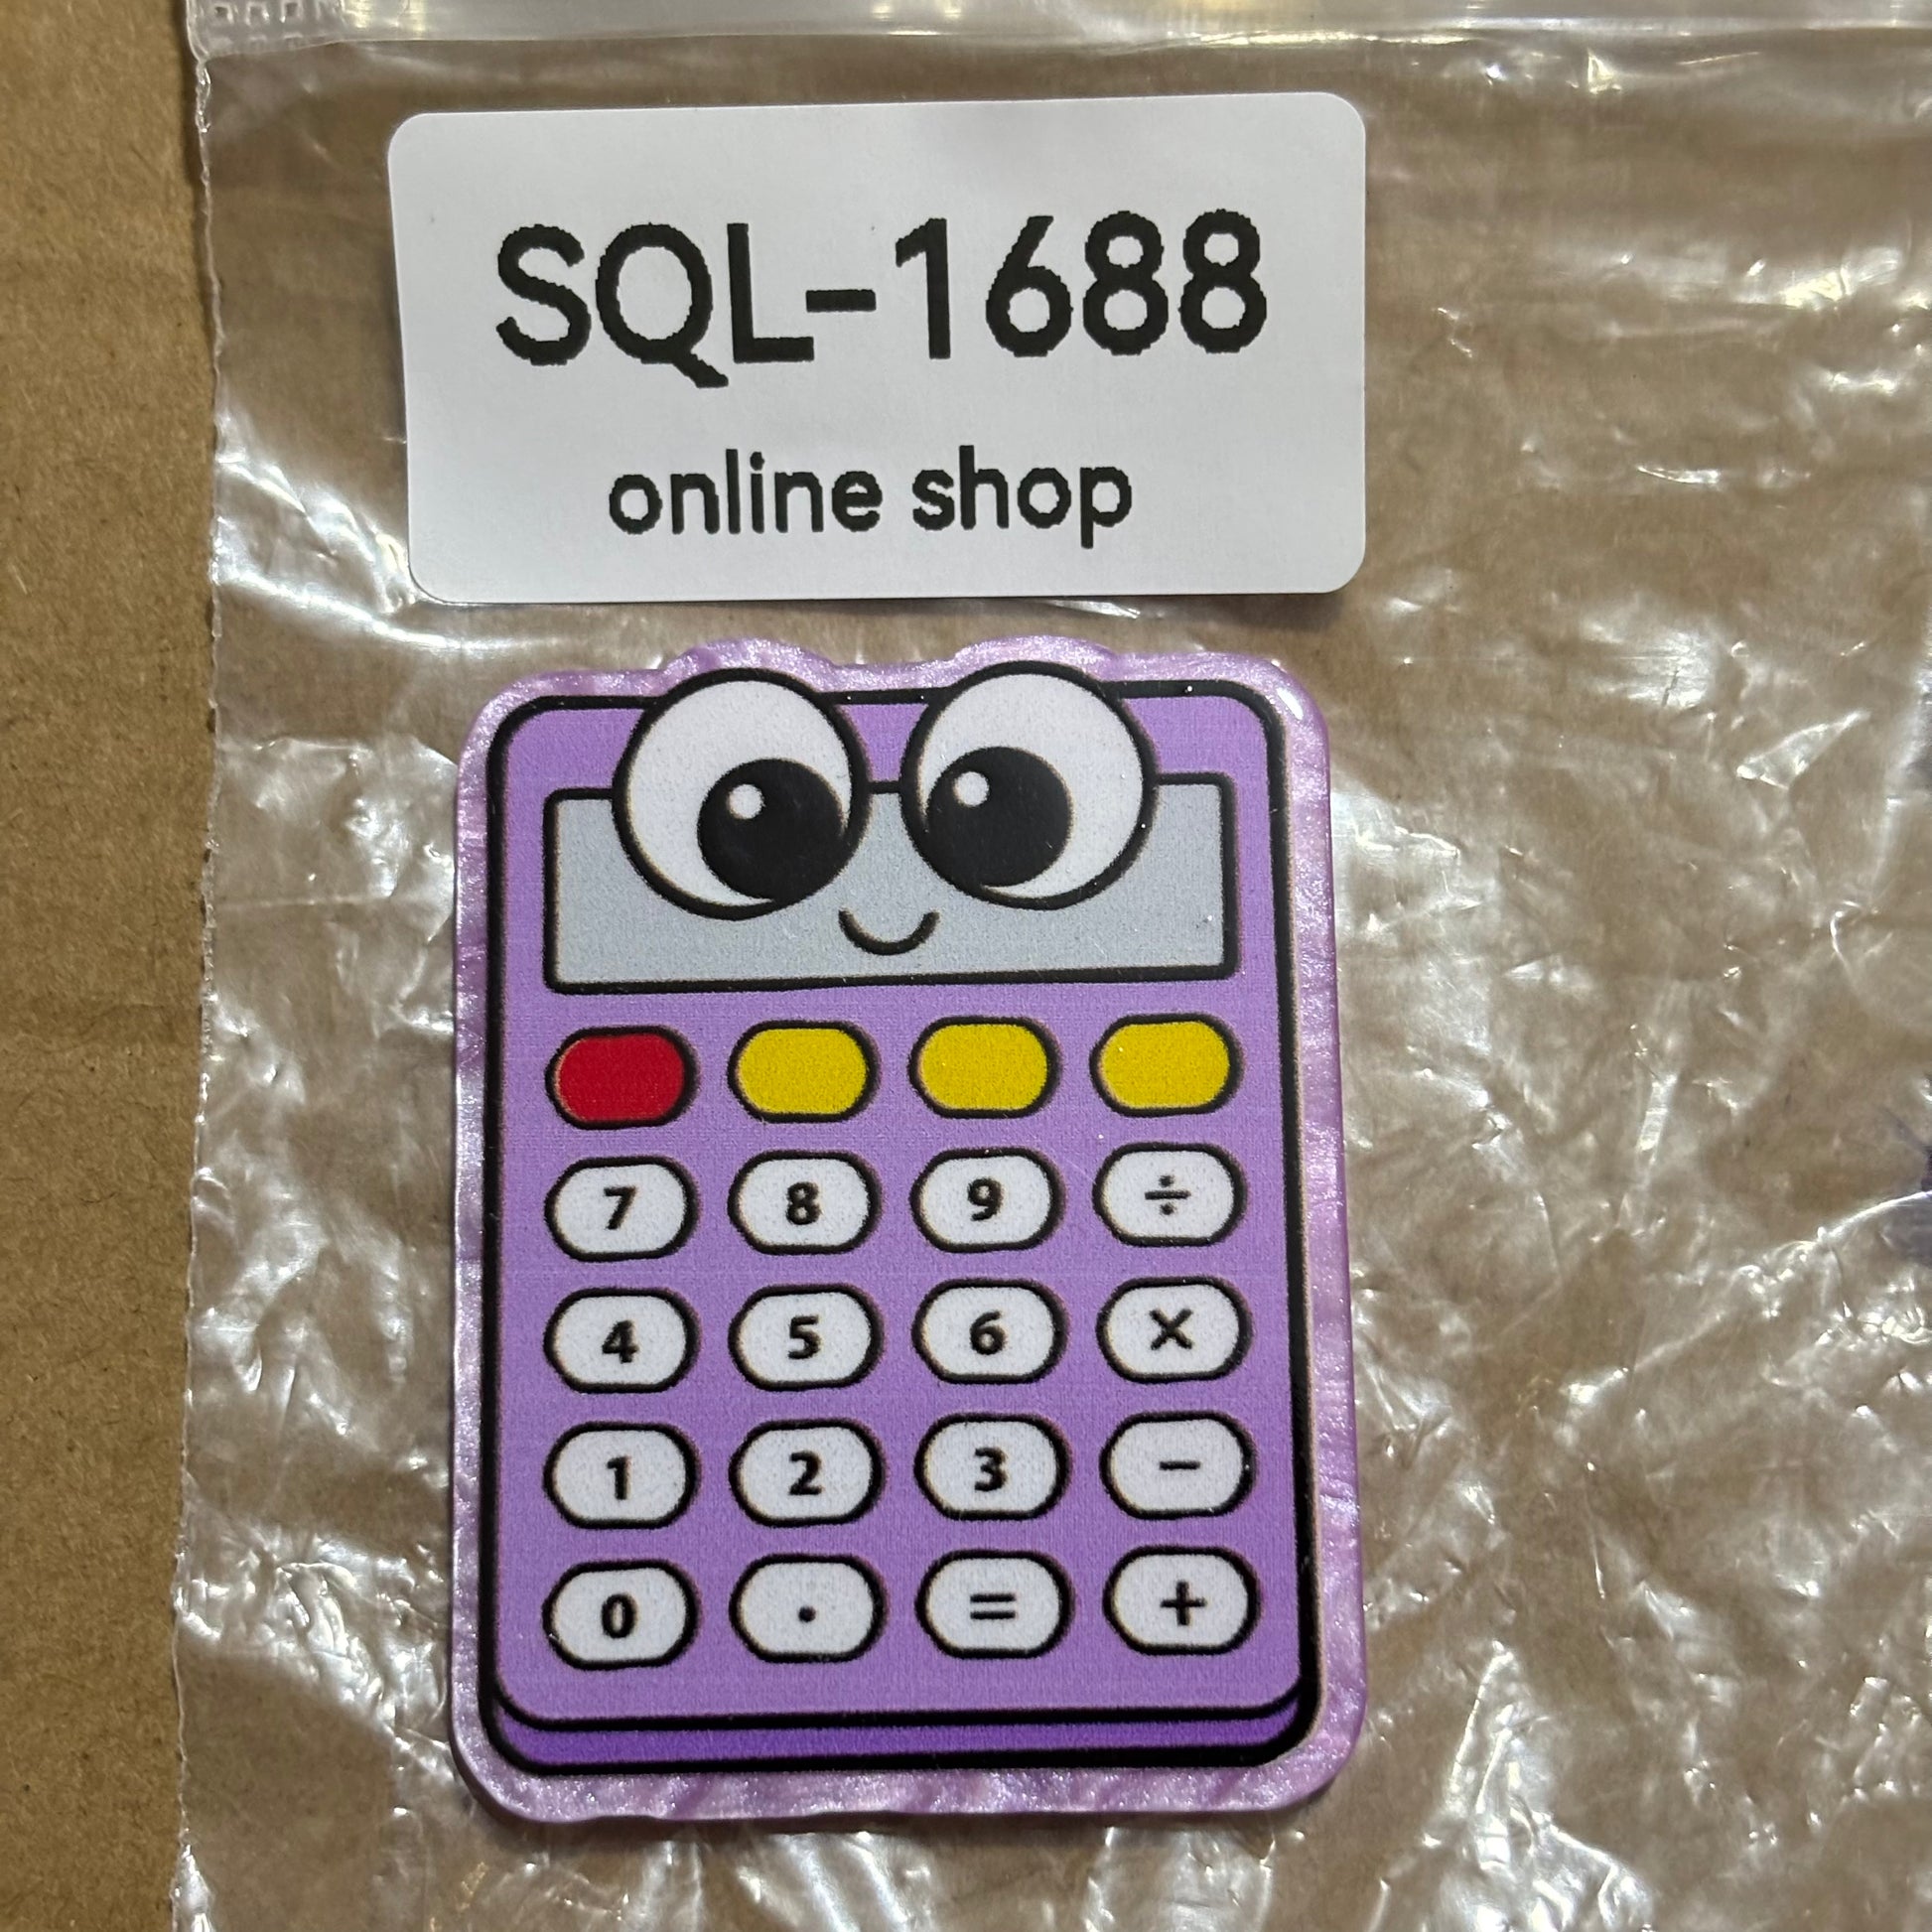 SQL-1688
online shop
7 8 9 ÷
4 5 6 ×
1 2 3 −
0 . = +